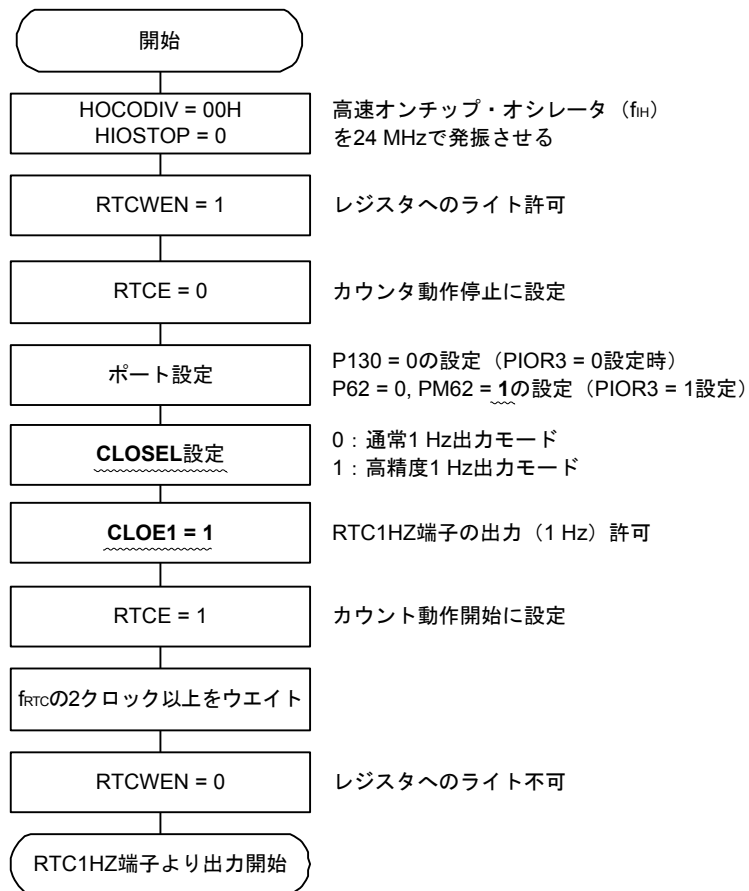 開始
HOCODIV = 00H
HIOSTOP = 0
高速オンチップ・オシレータ（fIH）
を24 MHzで発振させる
RTCWEN = 1
レジスタへのライト許可
RTCE = 0
カウンタ動作停止に設定
ポート設定
P130 = 0の設定（PIOR3 = 0設定時）
P62 = 0, PM62 = 1の設定（PIOR3 = 1設定）
CLOSEL設定
0：通常1 Hz出力モード
1：高精度1 Hz出力モード
CLOE1 = 1
RTC1HZ端子の出力（1 Hz）許可
RTCE = 1
カウント動作開始に設定
fRTCの2クロック以上をウエイト
RTCWEN = 0
レジスタへのライト不可
RTC1HZ端子より出力開始